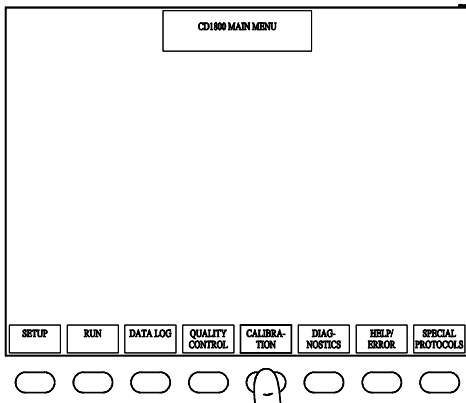 CD1800 MAIN MENU
SETUP
RUN
DATA LOG
QUALITY
CONTROL
CALIBRA-
TION
DIAG-
NOSTICS
HELP/
ERROR
SPECIAL
PROTOCOLS